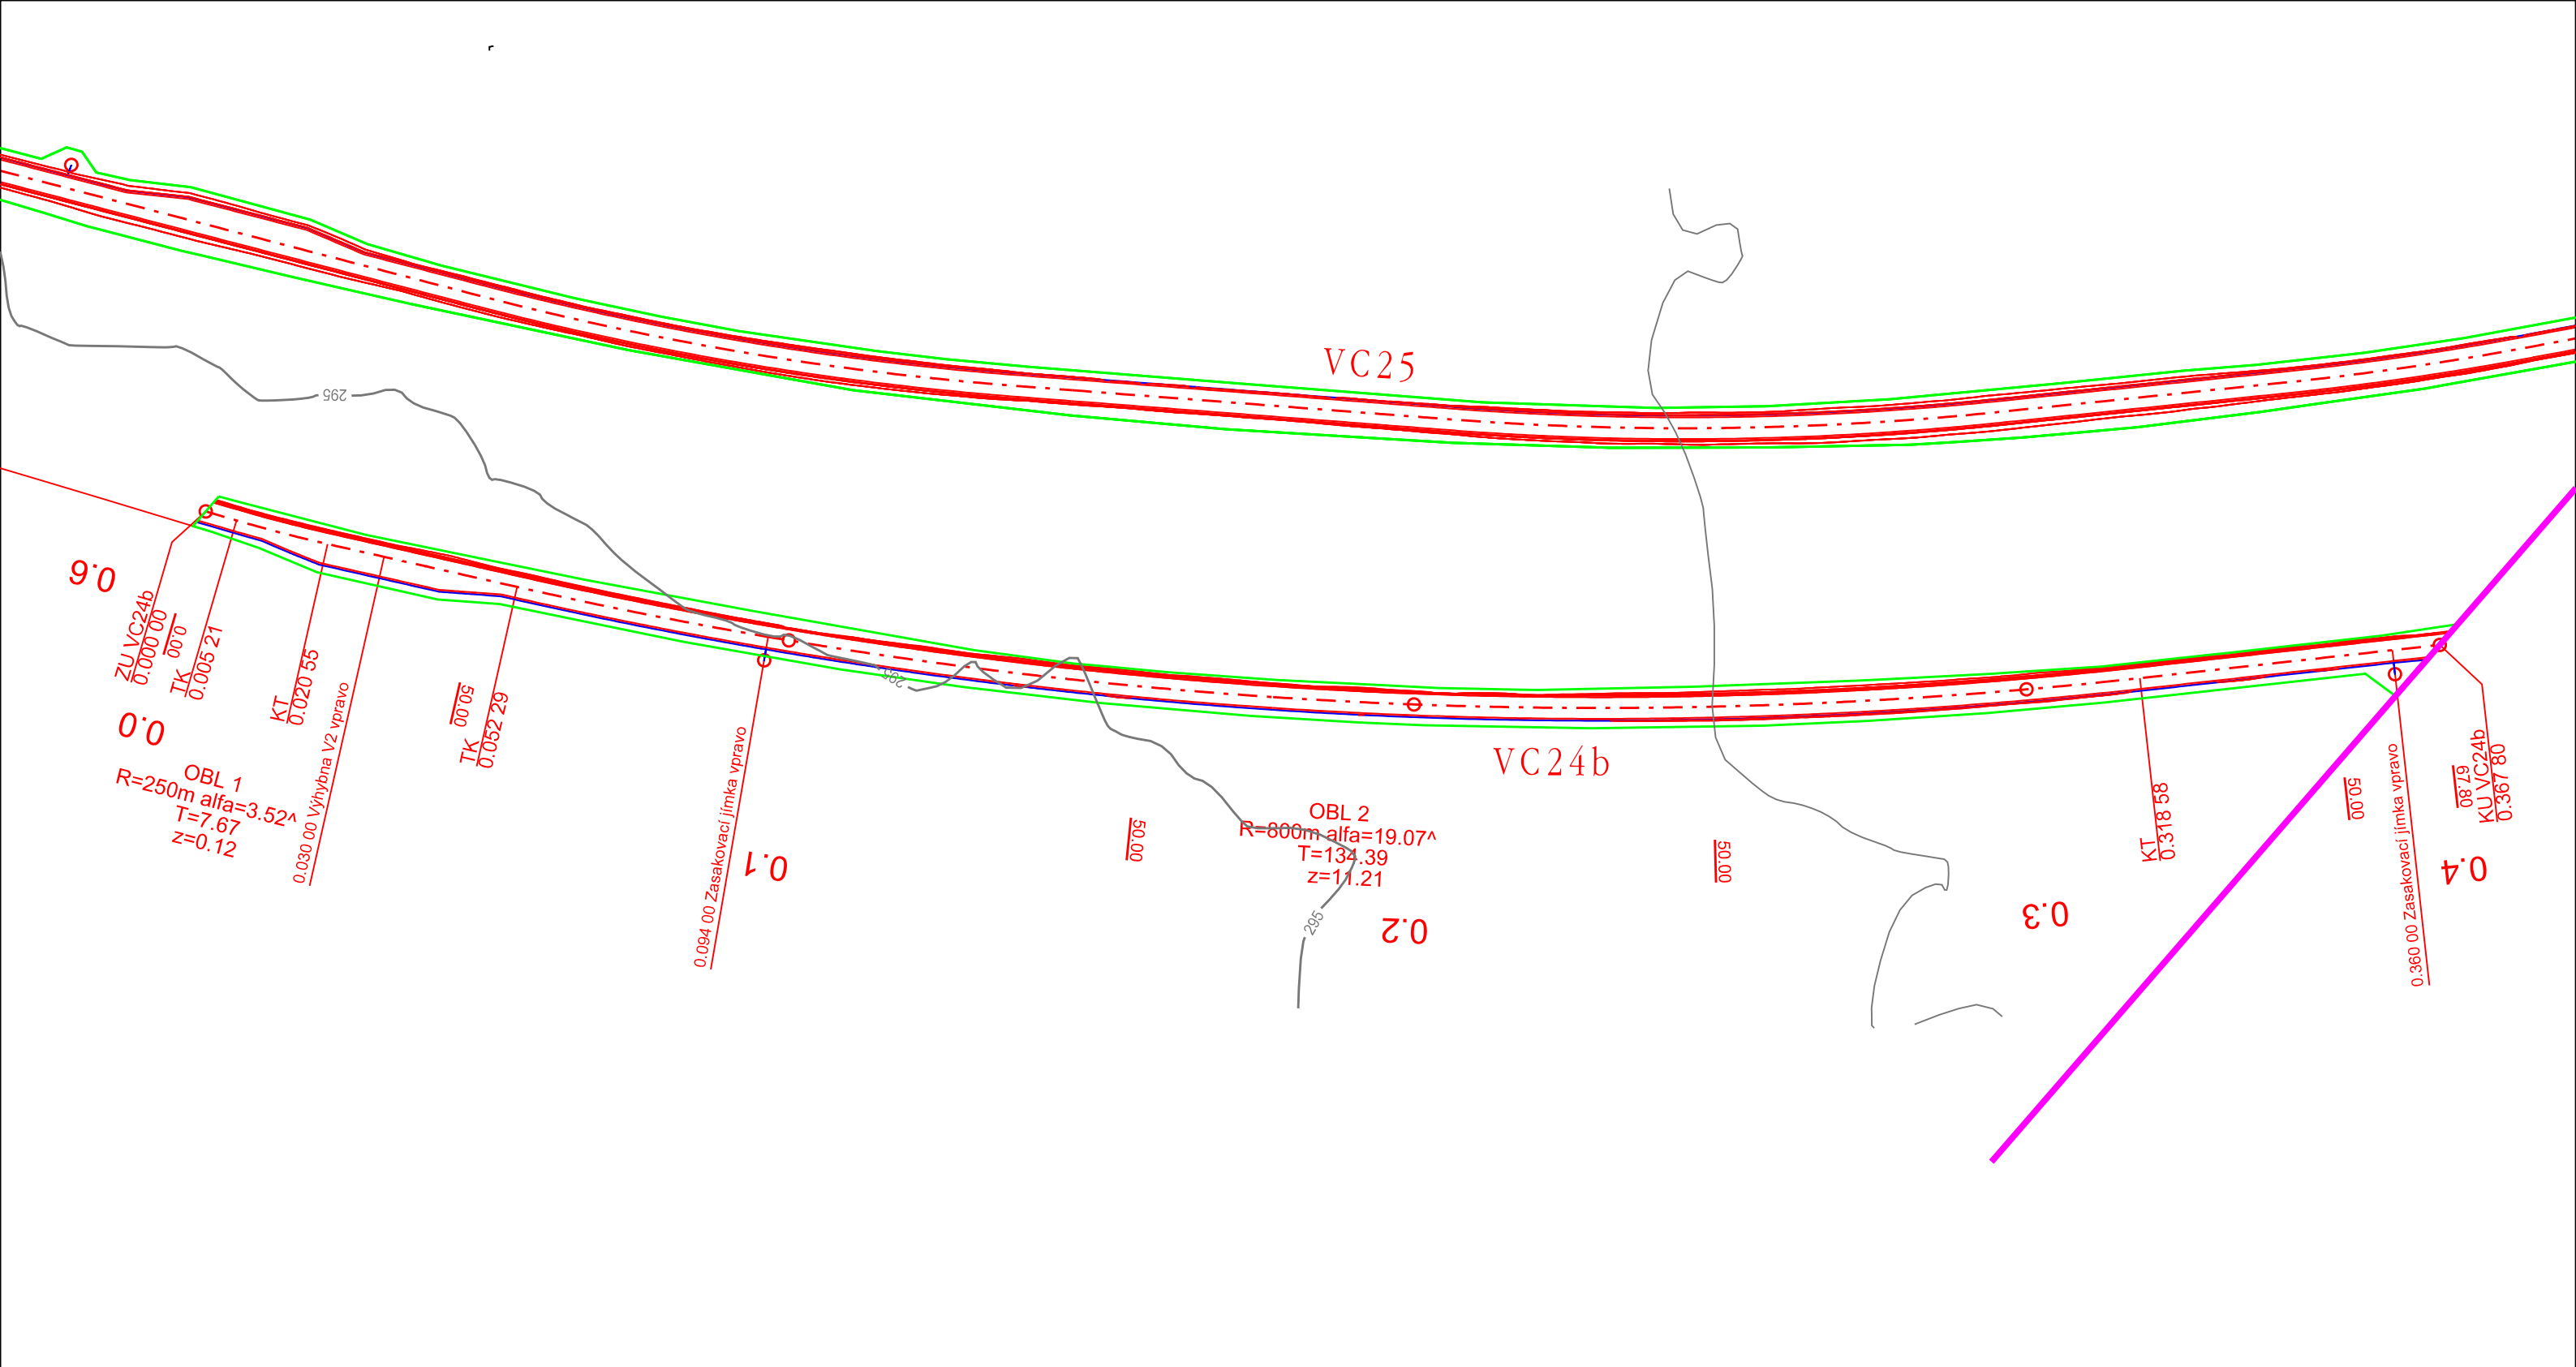 VC25
295
0.6
ZU VC24b
0.000 00
0.00
TK
0.005 21
KT
0.020 55
0.030 00 Výhybna V2 vpravo
50.00
TK
0.052 29
0.0
OBL 1
R=250m alfa=3.52^
T=7.67
z=0.12
295
0.094 00 Zasakovací jímka vpravo
0.1
50.00
VC24b
OBL 2
R=800m alfa=19.07^
T=134.39
z=11.21
295
0.2
50.00
0.3
KT
0.318 58
50.00
0.360 00 Zasakovací jímka vpravo
67.80
KU VC24b
0.367 80
0.4